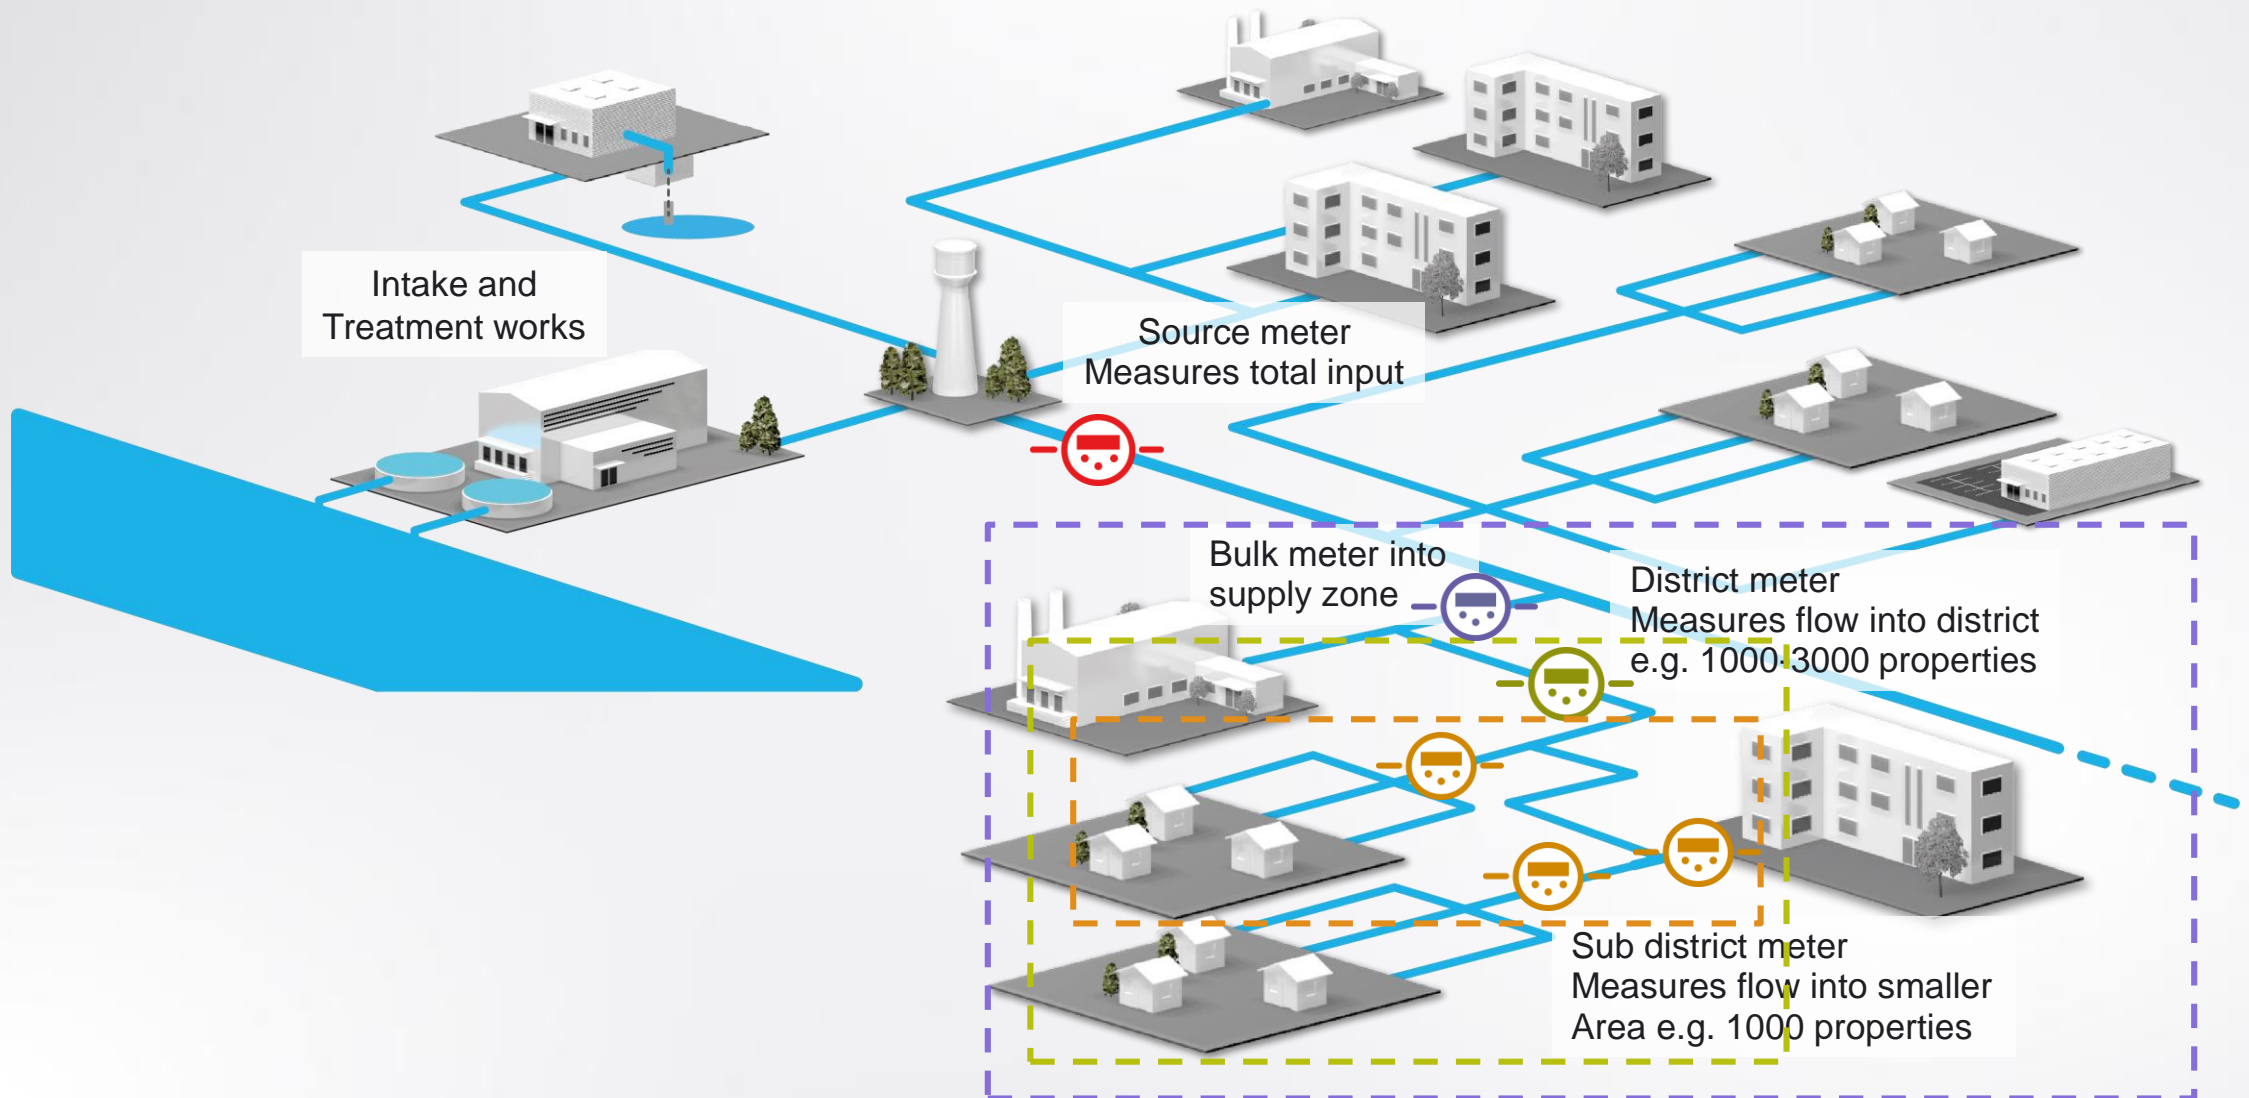 Intake and
Treatment works
Source meter
Measures total input
Bulk meter into
supply zone
District meter
Measures flow into district
e.g. 1000-3000 properties
Sub district meter
Measures flow into smaller
Area e.g. 1000 properties